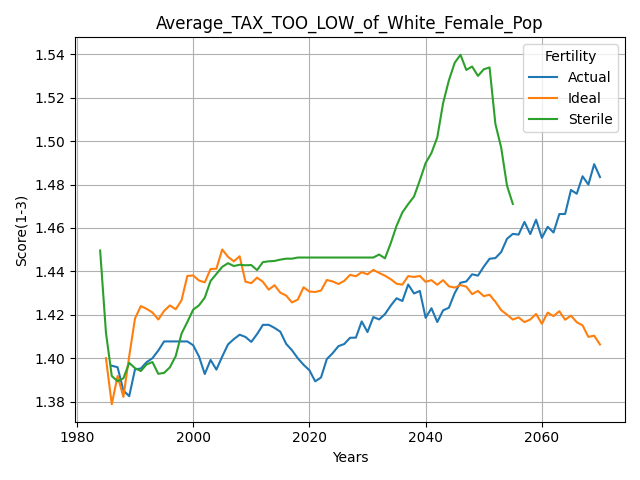 Average_TAX_TOO_LOW_of_White_Female_Pop
Fertility
Actual
Ideal
Sterile
Score(1-3)
1.54
1.52
1.50
1.48
1.46
1.44
1.42
1.40
1.38
1980
2000
2020
2040
2060
Years